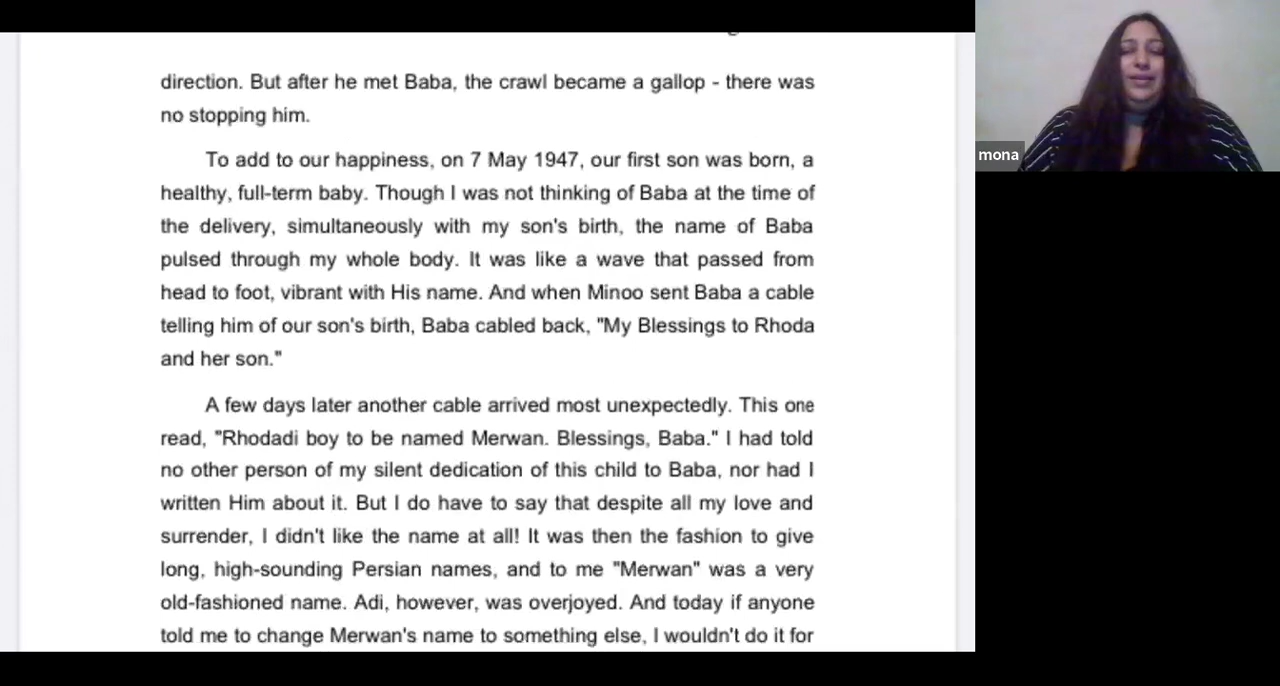 direction. But after he met Baba, the crawl became a gallop - there was
no stopping him.
To add to our happiness, on 7 May 1947, our first son was born, a
healthy, full-term baby. Though I was not thinking of Baba at the time of
the delivery, simultaneously with my son's birth, the name of Baba
pulsed through my whole body. It was like a wave that passed from
head to foot, vibrant with His name. And when Minoo sent Baba a cable
telling him of our son's birth, Baba cabled back, "My Blessings to Rhoda
and her son."
A few days later another cable arrived most unexpectedly. This one
read, "Rhodadi boy to be named Merwan. Blessings, Baba." I had told
no other person of my silent dedication of this child to Baba, nor had I
written Him about it. But I do have to say that despite all my love and
surrender, I didn't like the name at all! It was then the fashion to give
long, high-sounding Persian names, and to me "Merwan" was a very
old-fashioned name. Adi, however, was overjoyed. And today if anyone
told me to change Merwan's name to something else, I wouldn't do it for
mona